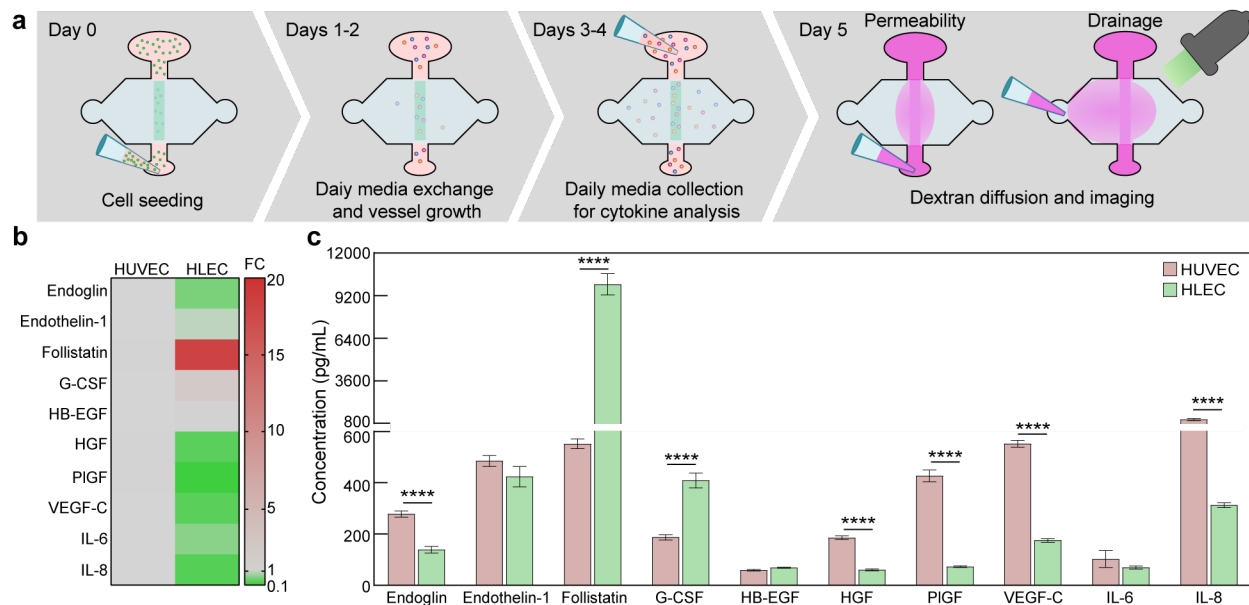 a
Day 0
Days 1-2
Days 3-4
Day 5
Permeability
Drainage
Cell seeding
Daiy media exchange
and vessel growth
Daily media collection
for cytokine analysis
Dextran diffusion and imaging
b
HUVEC HLEC FC
Endoglin
Endothelin-1
Follistatin
G-CSF
HB-EGF
HGF
PlGF
VEGF-C
IL-6
IL-8
20
15
10
5
1
0.1
c
Concentration (pg/mL)
12000
9200
6400
3600
800
600
400
200
0
****
****
****
****
****
****
****
HUVEC
HLEC
Endoglin Endothelin-1 Follistatin G-CSF HB-EGF HGF PlGF VEGF-C IL-6 IL-8